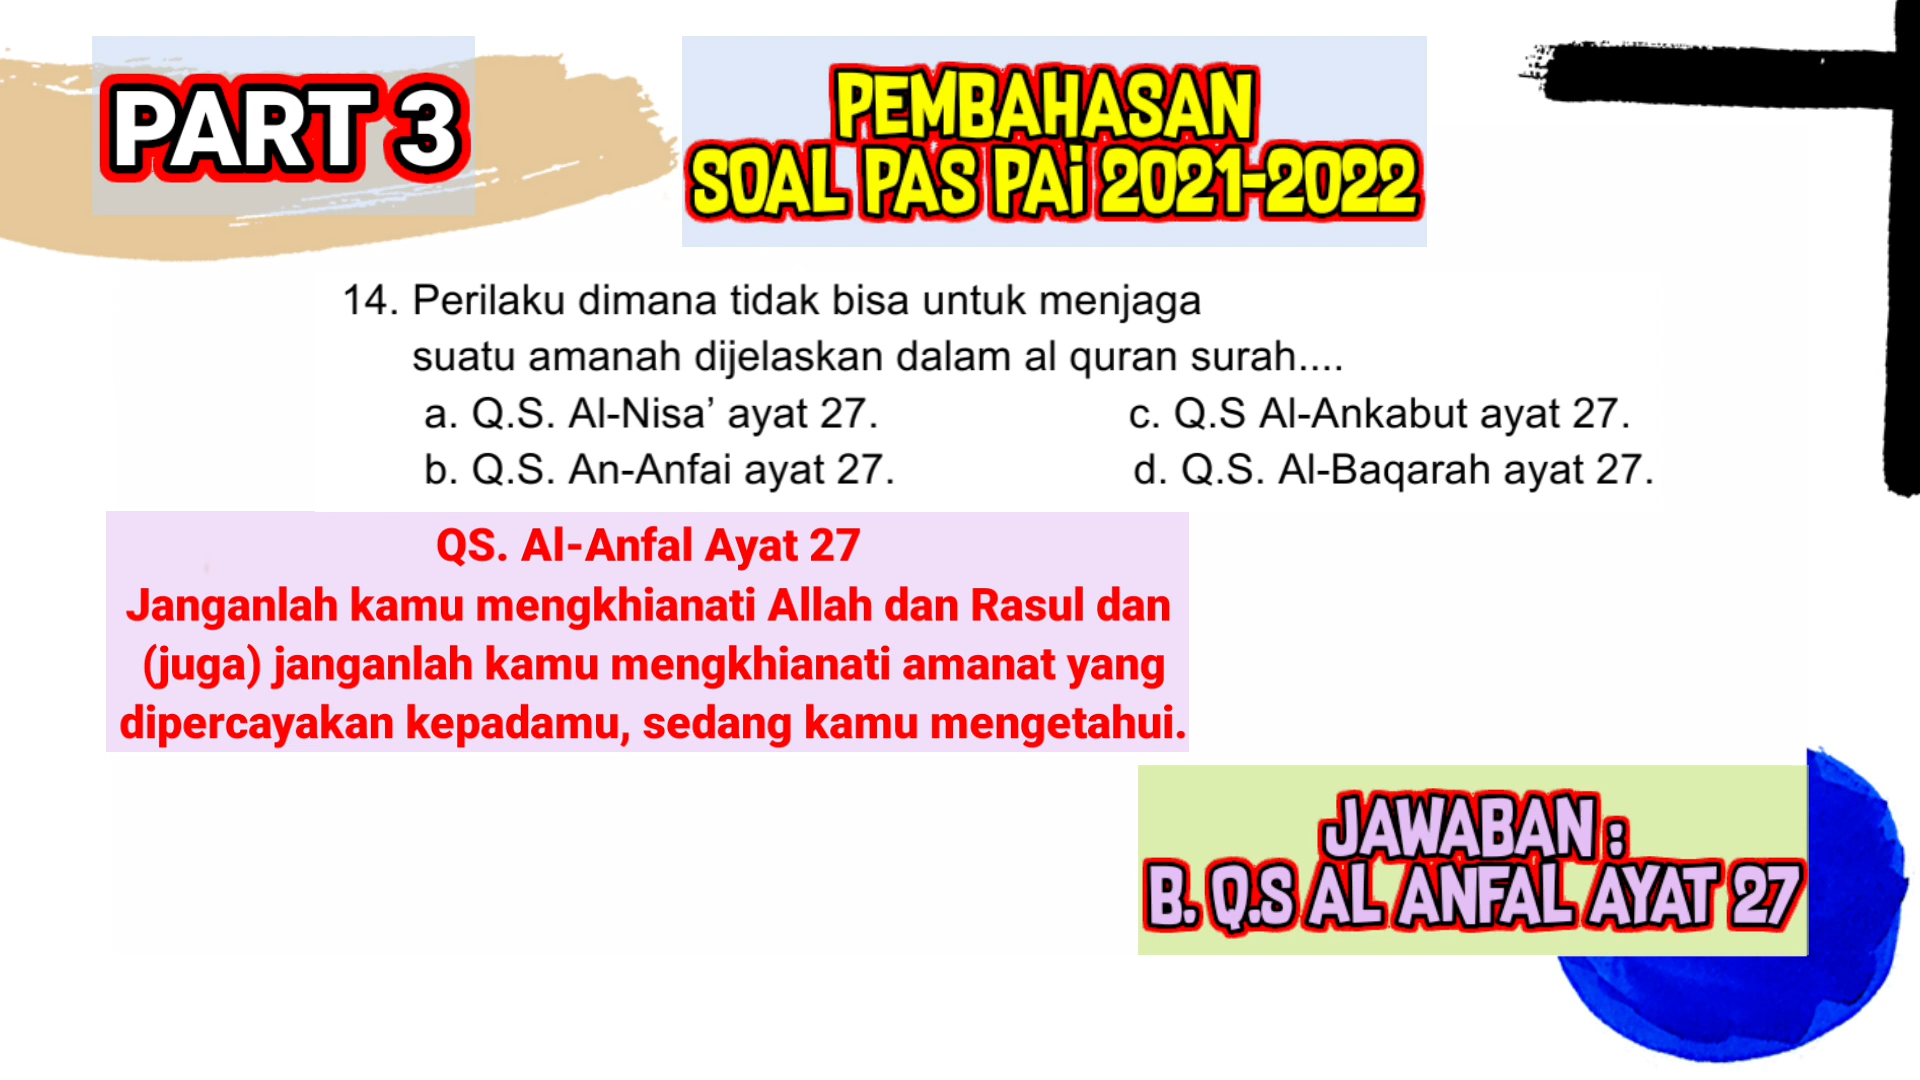 PART 3
PEMBAHASAN
SOAL PAS PAi 2021-2022
14. Perilaku dimana tidak bisa untuk menjaga
suatu amanah dijelaskan dalam al quran surah....
a. Q.S. Al-Nisa’ ayat 27.
c. Q.S Al-Ankabut ayat 27.
b. Q.S. An-Anfai ayat 27.
d. Q.S. Al-Baqarah ayat 27.
QS. Al-Anfal Ayat 27
Janganlah kamu mengkhianati Allah dan Rasul dan
(juga) janganlah kamu mengkhianati amanat yang
dipercayakan kepadamu, sedang kamu mengetahui.
JAWABAN :
B. Q.S AL ANFAL AYAT 27